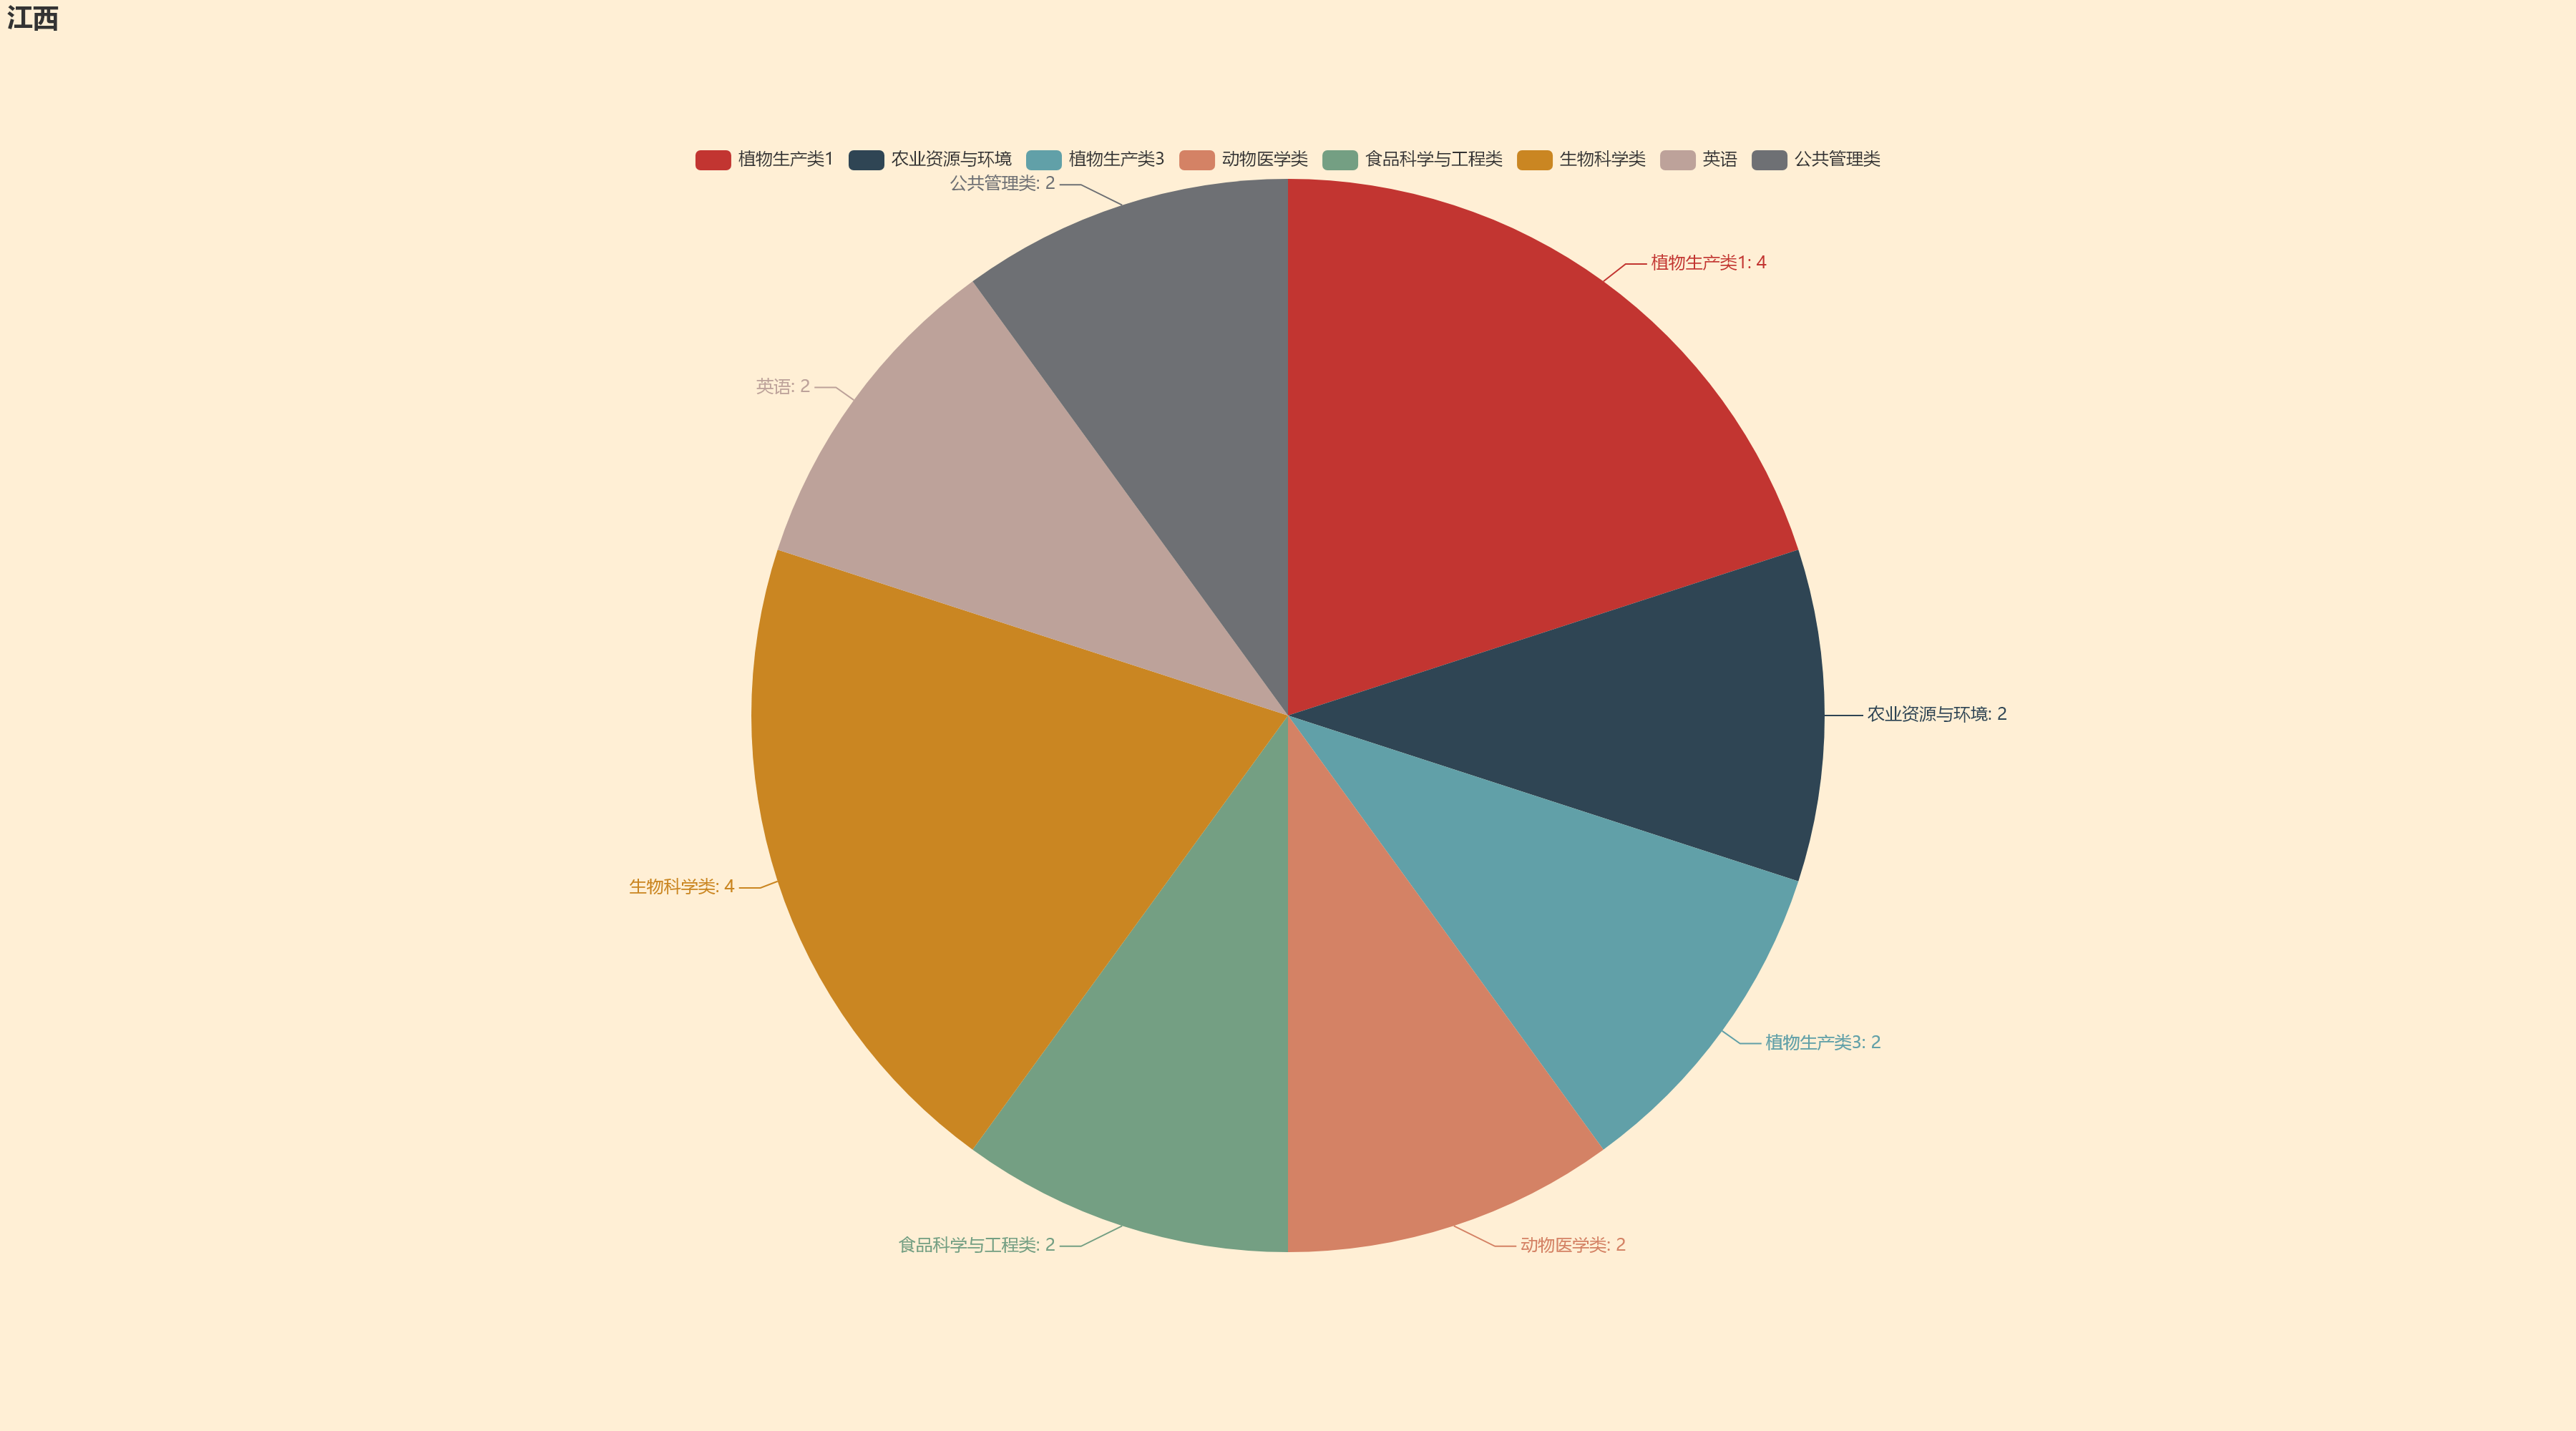 江西
植物生产类1 农业资源与环境 植物生产类3 动物医学类 食品科学与工程类 生物科学类 英语 公共管理类
公共管理类: 2
植物生产类1: 4
英语: 2
农业资源与环境: 2
生物科学类: 4
植物生产类3: 2
食品科学与工程类: 2
动物医学类: 2